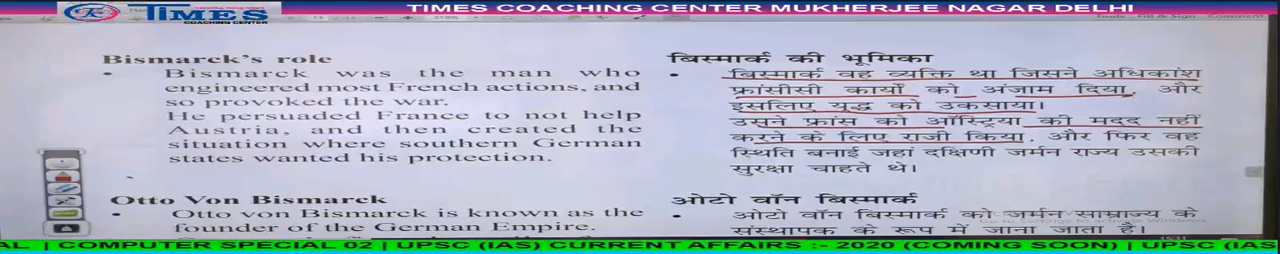 TIMES COACHING CENTER MUKHERJEE NAGAR DELHI
TIMES
COACHING CENTER
Tools Fill & Sign Comment
Bismarck's role
• Bismarck was the man who
engineered most French actions, and
so provoked the war.
He persuaded France to not help
Austria, and then created the
situation where southern German
states wanted his protection.
Otto Von Bismarck
• Otto von Bismarck is known as the
founder of the German Empire.
बिस्मार्क की भूमिका
• बिस्मार्क वह व्यक्ति था जिसने अधिकांश
फ्रांसीसी कार्यों को अंजाम दिया, और
इसलिए युद्ध को उकसाया।
उसने फ्रांस को ऑस्ट्रिया की मदद नहीं
करने के लिए राजी किया, और फिर वह
स्थिति बनाई जहां दक्षिणी जर्मन राज्य उसकी
सुरक्षा चाहते थे।
ओटो वॉन बिस्मार्क
• ओटो वॉन बिस्मार्क को जर्मन साम्राज्य के
संस्थापक के रूप में जाना जाता है।
AL | COMPUTER SPECIAL 02 | UPSC (IAS) CURRENT AFFAIRS :- 2020 (COMING SOON) | UPSC (IAS